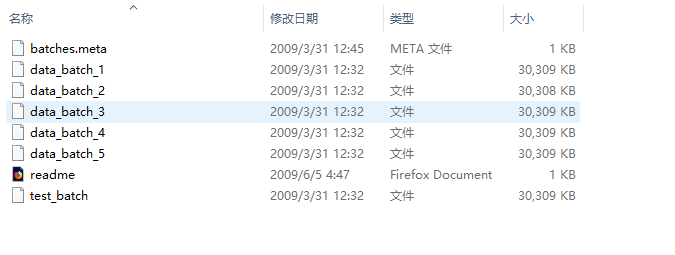 名称 修改日期 类型 大小
batches.meta 2009/3/31 12:45 META 文件 1 KB
data_batch_1 2009/3/31 12:32 文件 30,309 KB
data_batch_2 2009/3/31 12:32 文件 30,308 KB
data_batch_3 2009/3/31 12:32 文件 30,309 KB
data_batch_4 2009/3/31 12:32 文件 30,309 KB
data_batch_5 2009/3/31 12:32 文件 30,309 KB
readme 2009/6/5 4:47 Firefox Document 1 KB
test_batch 2009/3/31 12:32 文件 30,309 KB